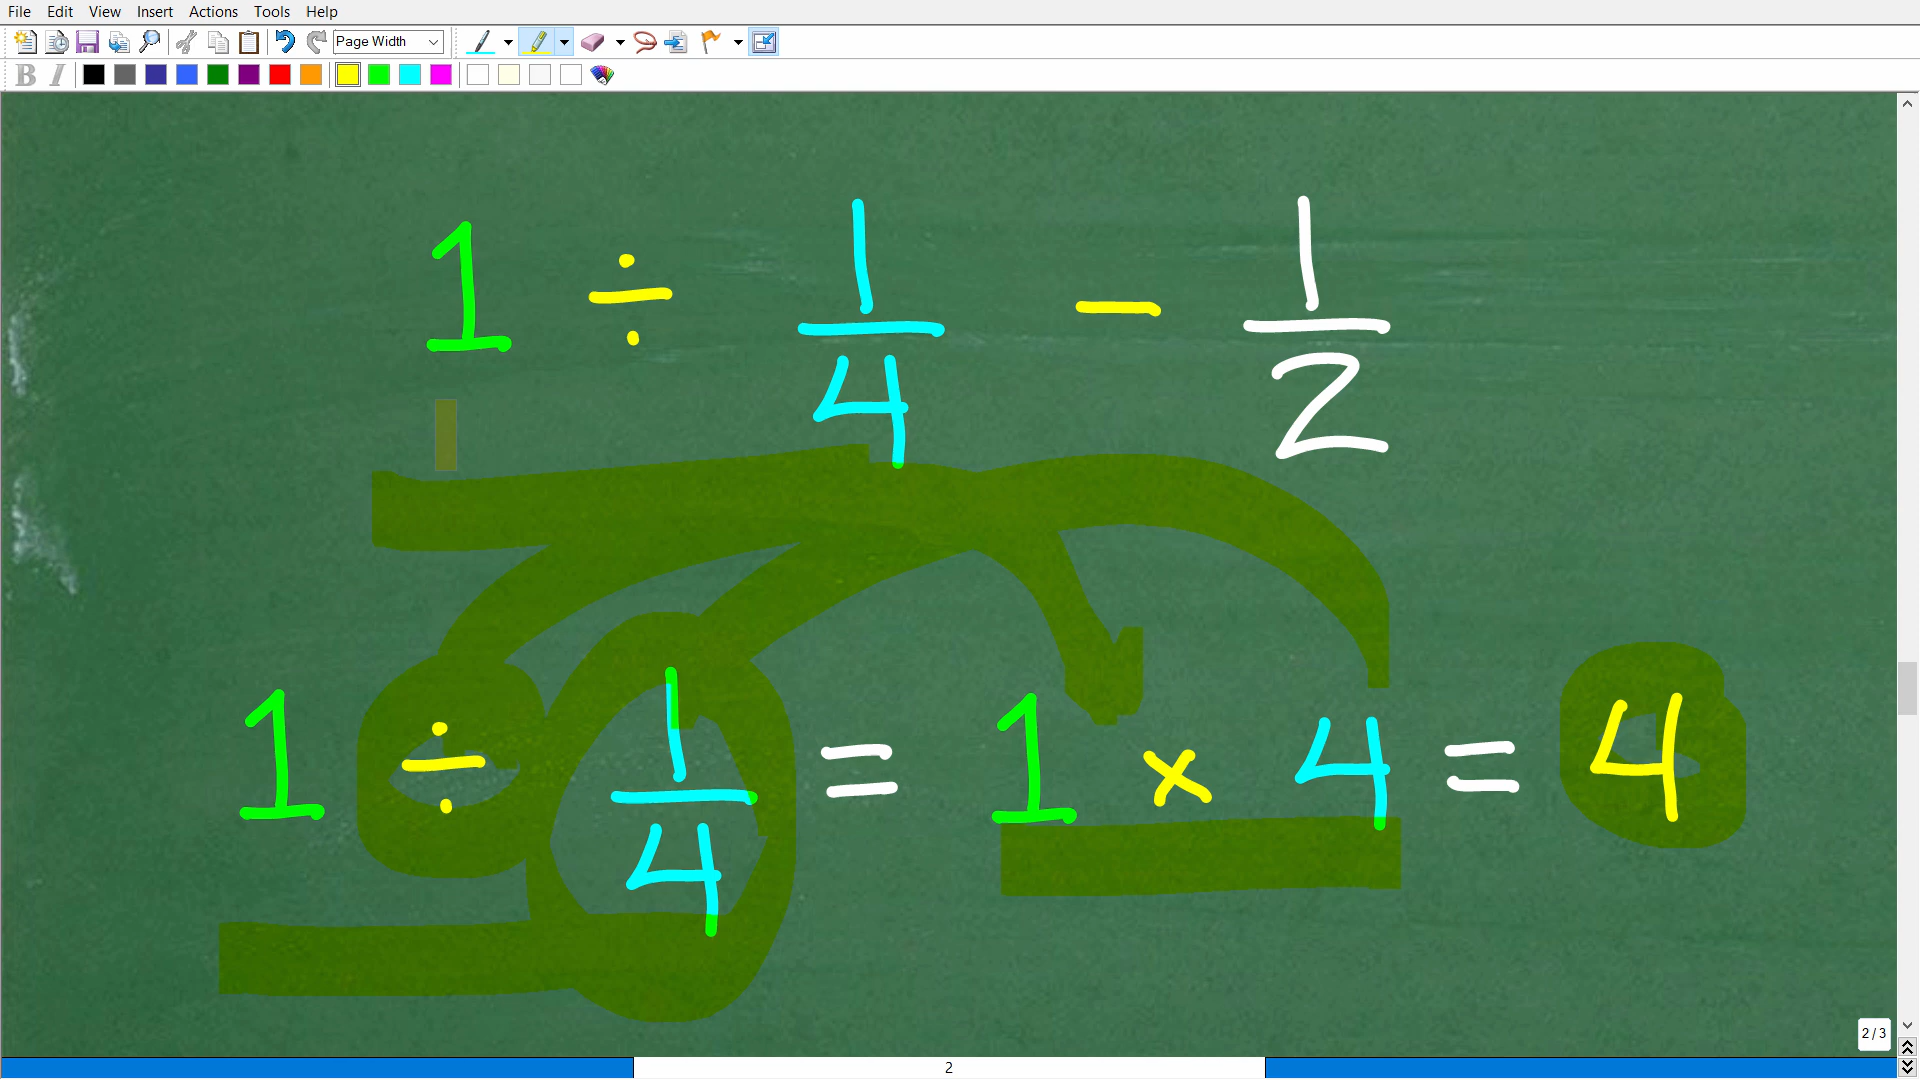 File Edit View Insert Actions Tools Help
Page Width
B I
1 ÷ 1/4 - 1/2
1 ÷ 1/4 = 1 × 4 = 4
2 / 3
2